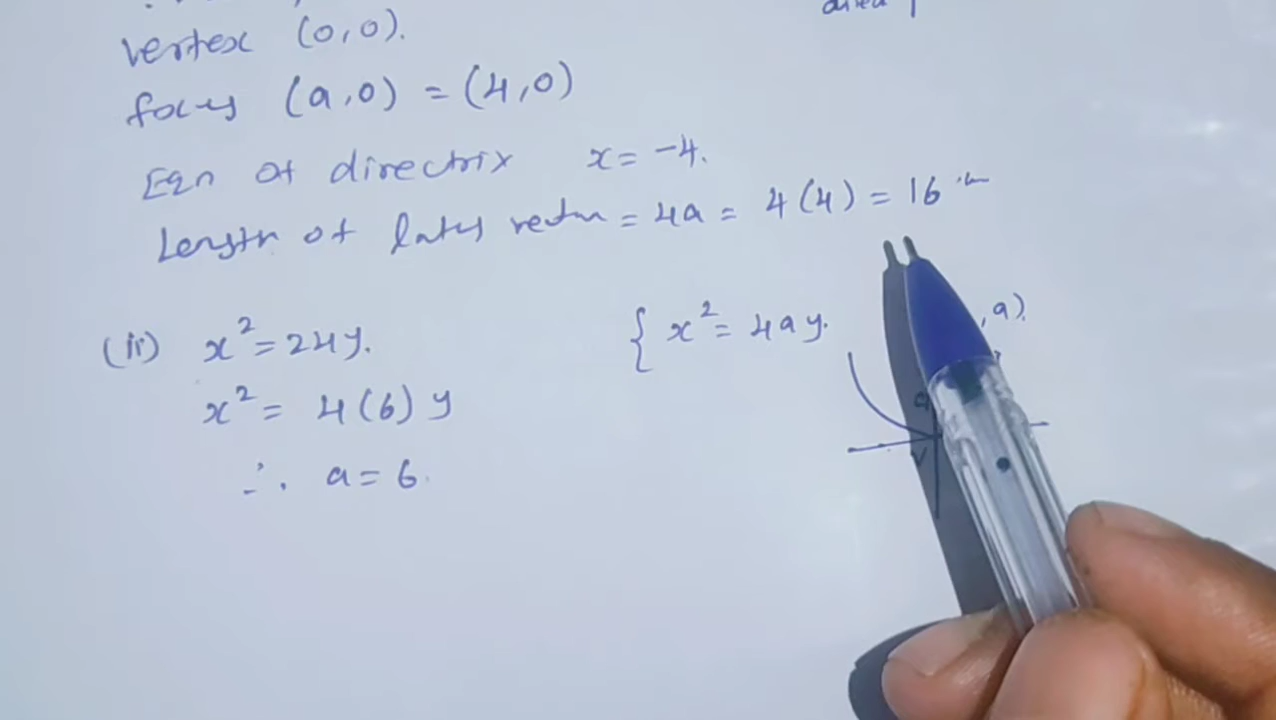 vertex (0,0).
focus (a,0) = (4,0)
Eqn of directrix x = -4.
Length of latus rectum = 4a = 4(4) = 16
(ii) x² = 24y. { x² = 4ay. ,a)
x² = 4(6)y
∴ a = 6.